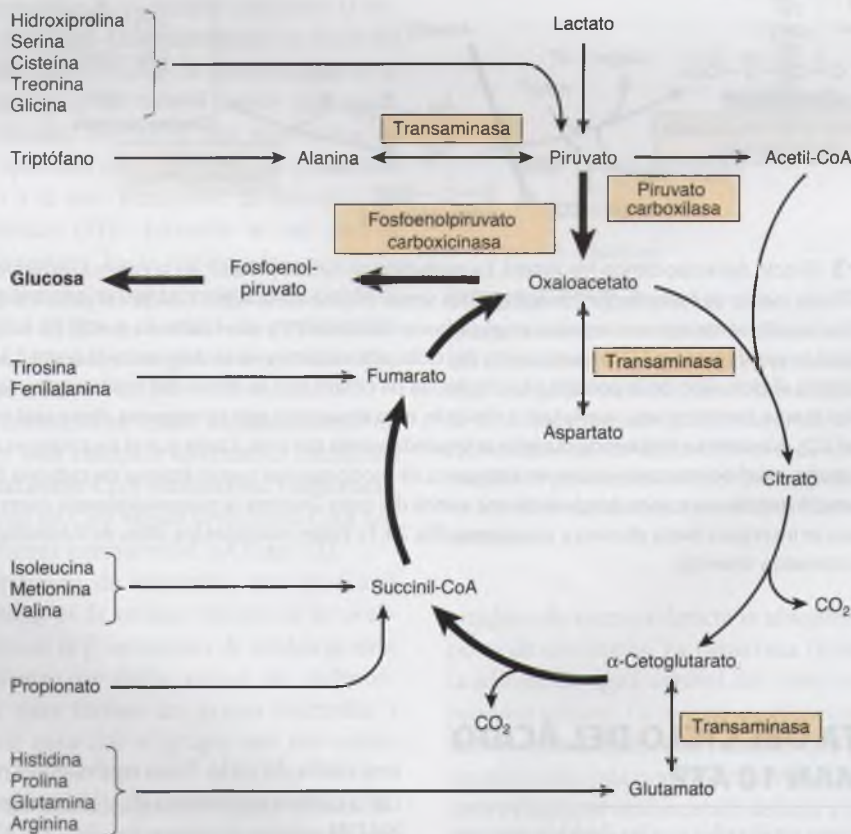 Hidroxiprolina
Serina
Cisteína
Treonina
Glicina
Lactato
Transaminasa
Triptófano
Alanina
Piruvato
Acetil-CoA
Piruvato
carboxilasa
Fosfoenolpiruvato
carboxicinasa
Glucosa
Fosfoenol-
piruvato
Oxaloacetato
Tirosina
Fenilalanina
Fumarato
Transaminasa
Aspartato
Citrato
Isoleucina
Metionina
Valina
Succinil-CoA
CO₂
α-Cetoglutarato
Propionato
CO₂
Transaminasa
Histidina
Prolina
Glutamina
Arginina
Glutamato